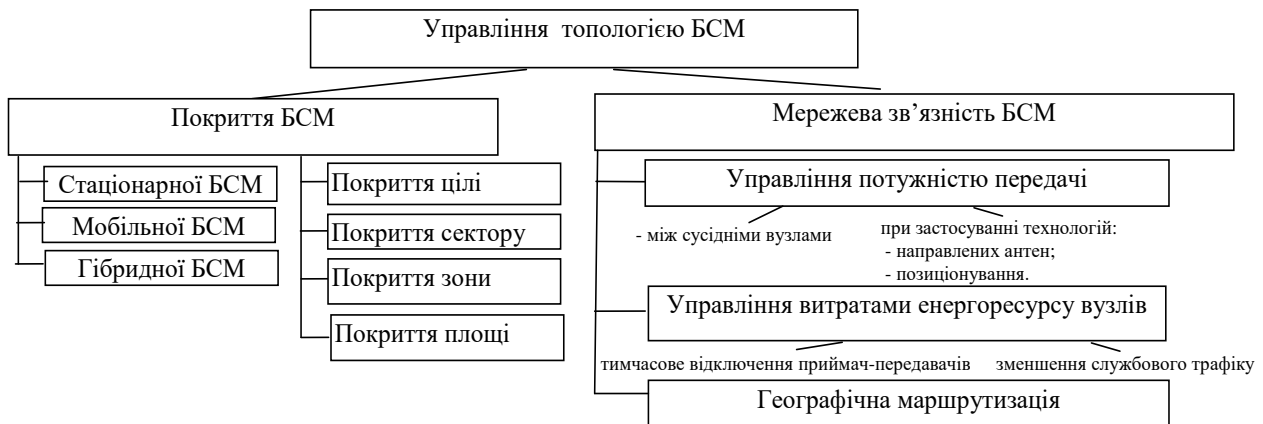 Управління топологією БСМ
Покриття БСМ
Стаціонарної БСМ
Мобільної БСМ
Гібридної БСМ
Покриття цілі
Покриття сектору
Покриття зони
Покриття площі
Мережева зв’язність БСМ
Управління потужністю передачі
- між сусідніми вузлами
при застосуванні технологій:
- направлених антен;
- позиціонування.
Управління витратами енергоресурсу вузлів
тимчасове відключення приймач-передавачів
зменшення службового трафіку
Географічна маршрутизація